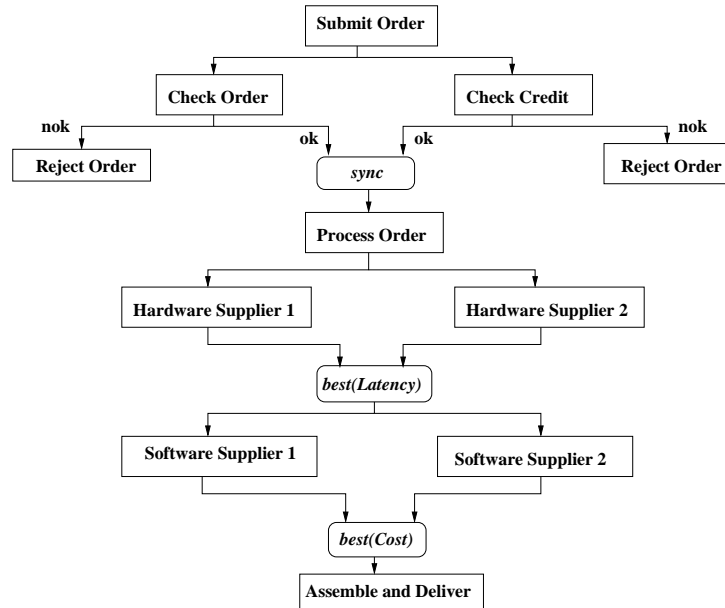 Submit Order
Check Order
Check Credit
nok
ok
ok
nok
Reject Order
sync
Reject Order
Process Order
Hardware Supplier 1
Hardware Supplier 2
best(Latency)
Software Supplier 1
Software Supplier 2
best(Cost)
Assemble and Deliver